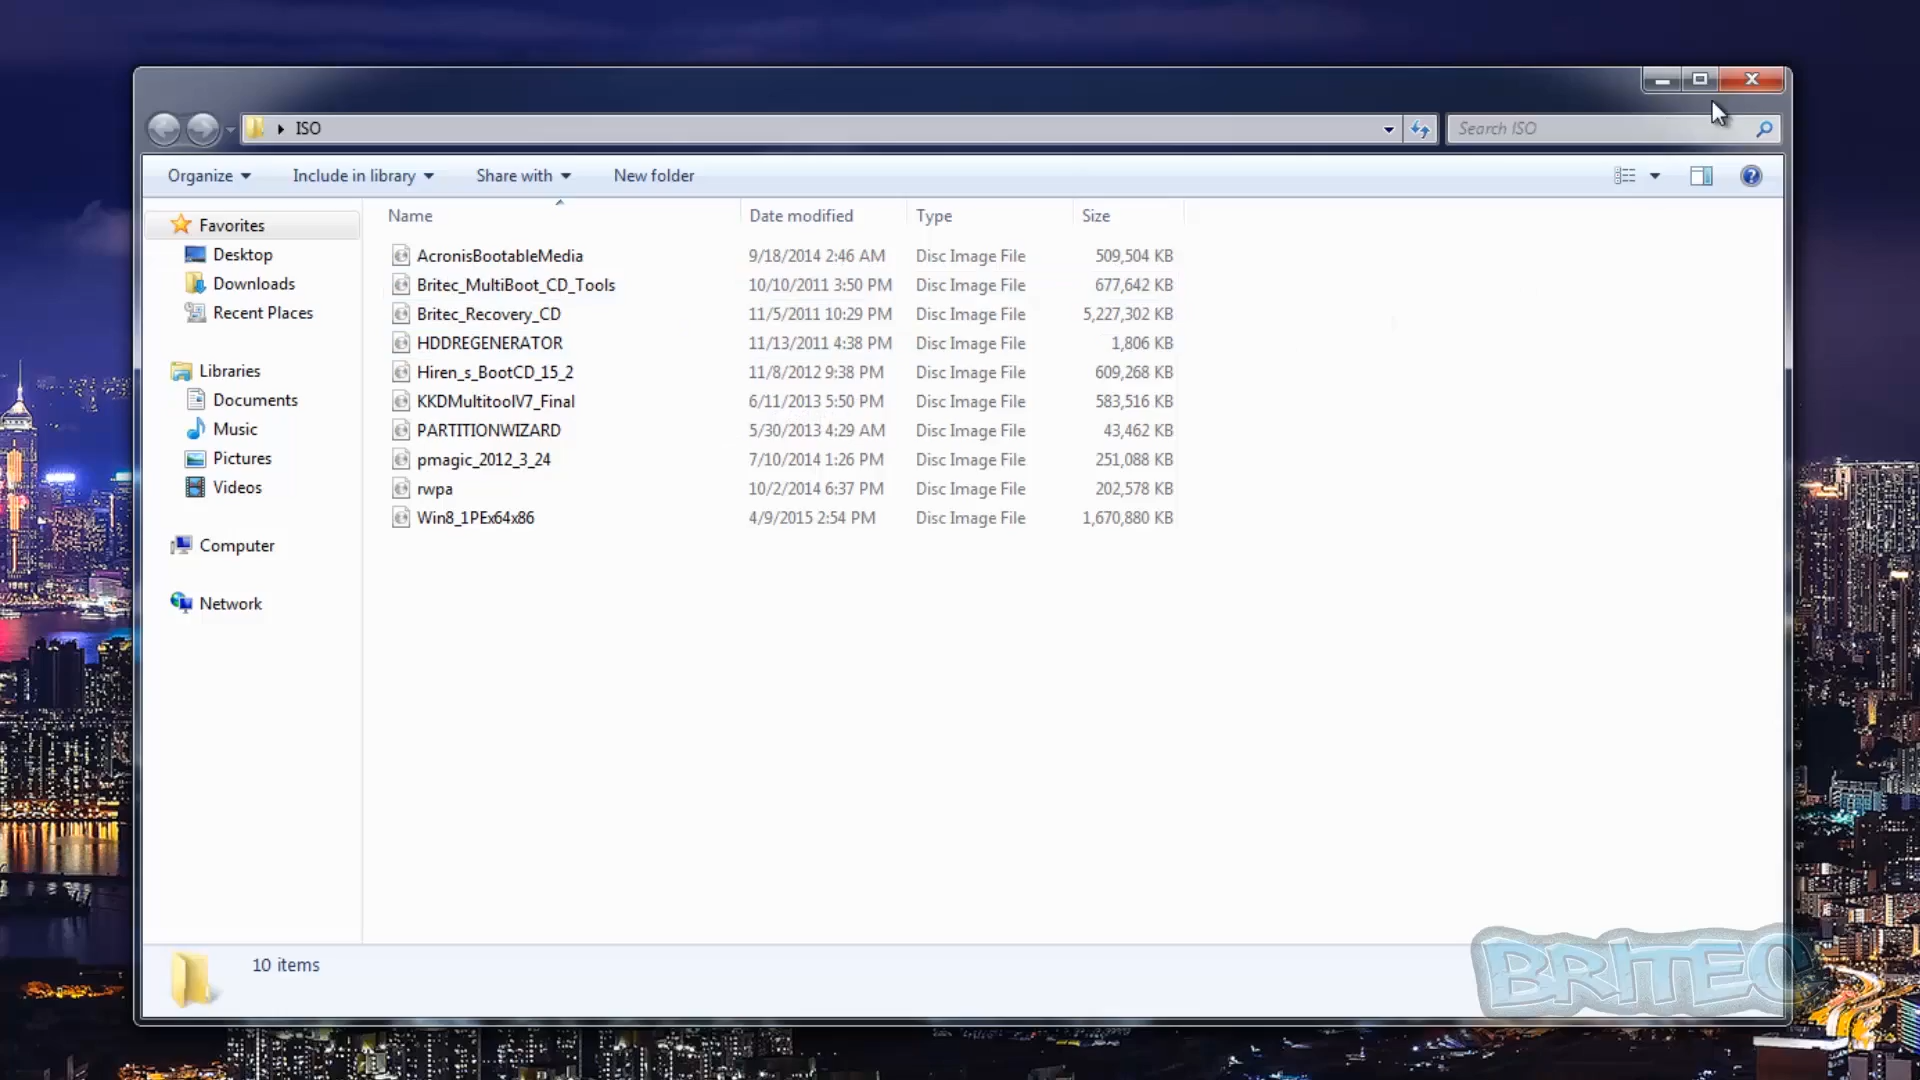 ISO
Search ISO
Organize Include in library Share with New folder
Name Date modified Type Size
Favorites
Desktop
Downloads
Recent Places
Libraries
Documents
Music
Pictures
Videos
Computer
Network
AcronisBootableMedia 9/18/2014 2:46 AM Disc Image File 509,504 KB
Britec_MultiBoot_CD_Tools 10/10/2011 3:50 PM Disc Image File 677,642 KB
Britec_Recovery_CD 11/5/2011 10:29 PM Disc Image File 5,227,302 KB
HDDREGENERATOR 11/13/2011 4:38 PM Disc Image File 1,806 KB
Hiren_s_BootCD_15_2 11/8/2012 9:38 PM Disc Image File 609,268 KB
KKDMultitoolV7_Final 6/11/2013 5:50 PM Disc Image File 583,516 KB
PARTITIONWIZARD 5/30/2013 4:29 AM Disc Image File 43,462 KB
pmagic_2012_3_24 7/10/2014 1:26 PM Disc Image File 251,088 KB
rwpa 10/2/2014 6:37 PM Disc Image File 202,578 KB
Win8_1PEx64x86 4/9/2015 2:54 PM Disc Image File 1,670,880 KB
10 items
BRITEC